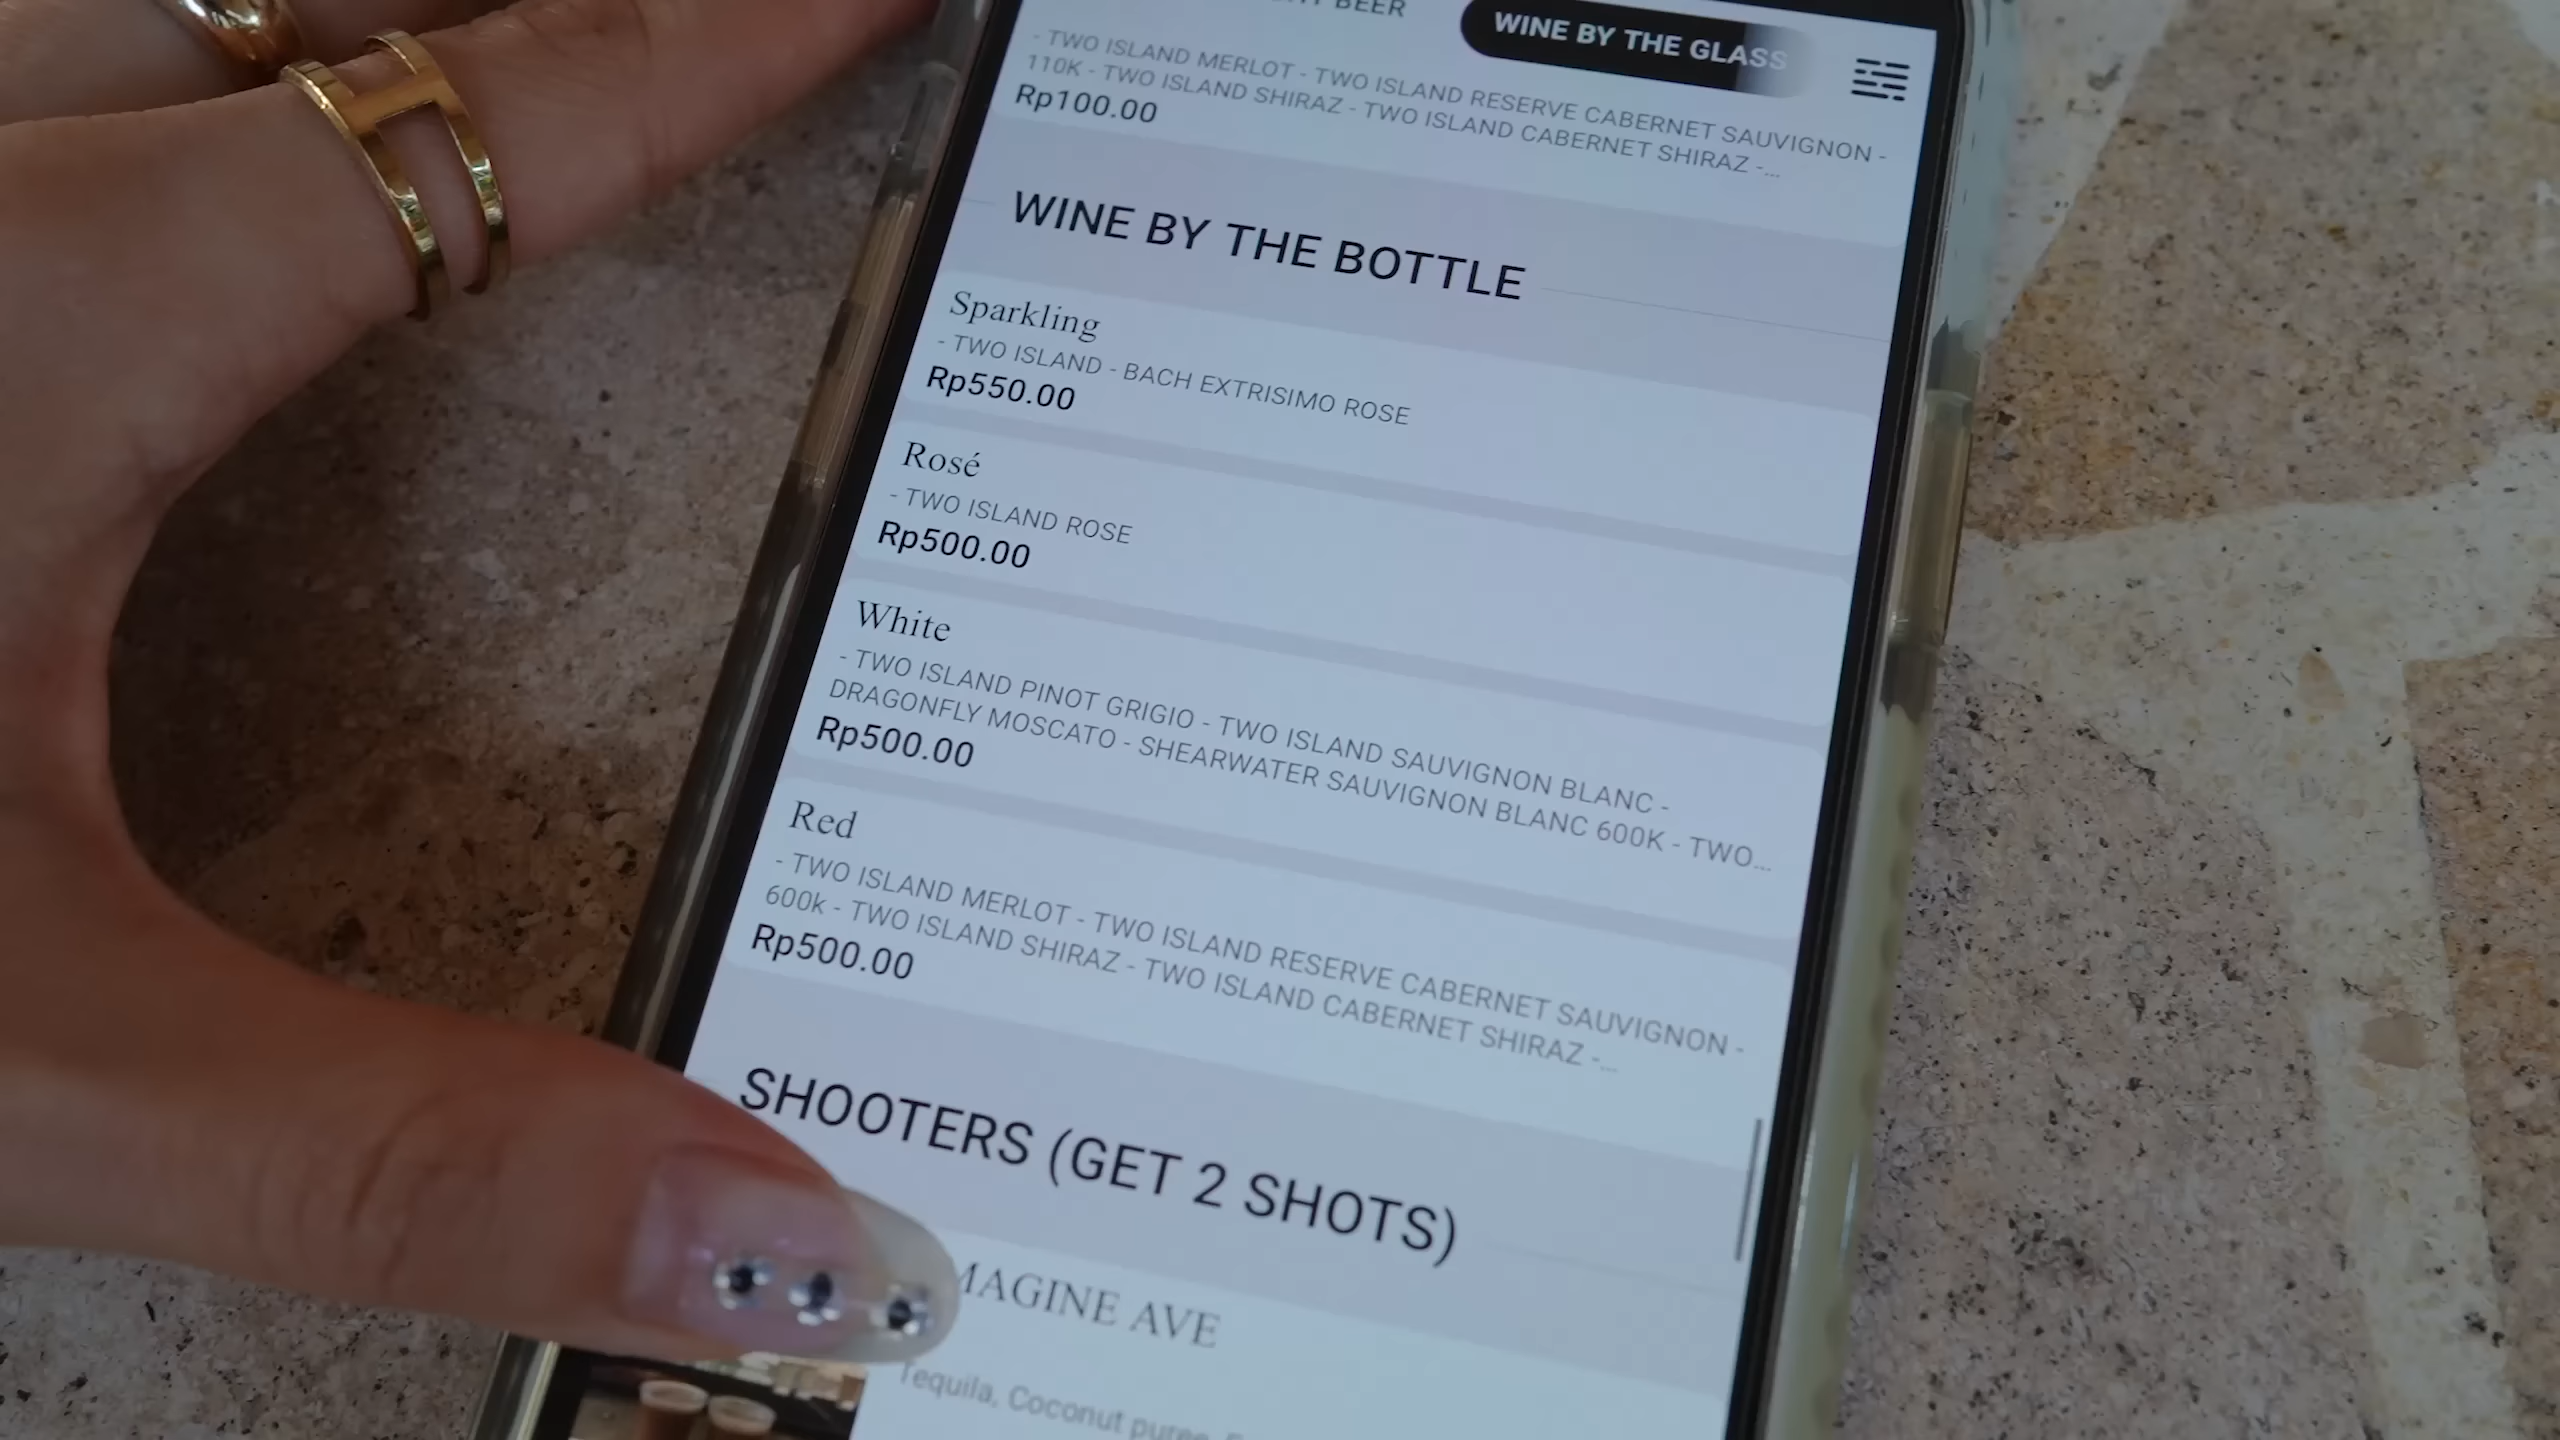 BEER
WINE BY THE GLASS
- TWO ISLAND MERLOT - TWO ISLAND RESERVE CABERNET SAUVIGNON -
110K - TWO ISLAND SHIRAZ - TWO ISLAND CABERNET SHIRAZ -...
Rp100.00
WINE BY THE BOTTLE
Sparkling
- TWO ISLAND - BACH EXTRISIMO ROSE
Rp550.00
Rosé
- TWO ISLAND ROSE
Rp500.00
White
- TWO ISLAND PINOT GRIGIO - TWO ISLAND SAUVIGNON BLANC -
DRAGONFLY MOSCATO - SHEARWATER SAUVIGNON BLANC 600K - TWO...
Rp500.00
Red
- TWO ISLAND MERLOT - TWO ISLAND RESERVE CABERNET SAUVIGNON -
600k - TWO ISLAND SHIRAZ - TWO ISLAND CABERNET SHIRAZ -...
Rp500.00
SHOOTERS (GET 2 SHOTS)
MAGINE AVE
Tequila, Coconut puree,